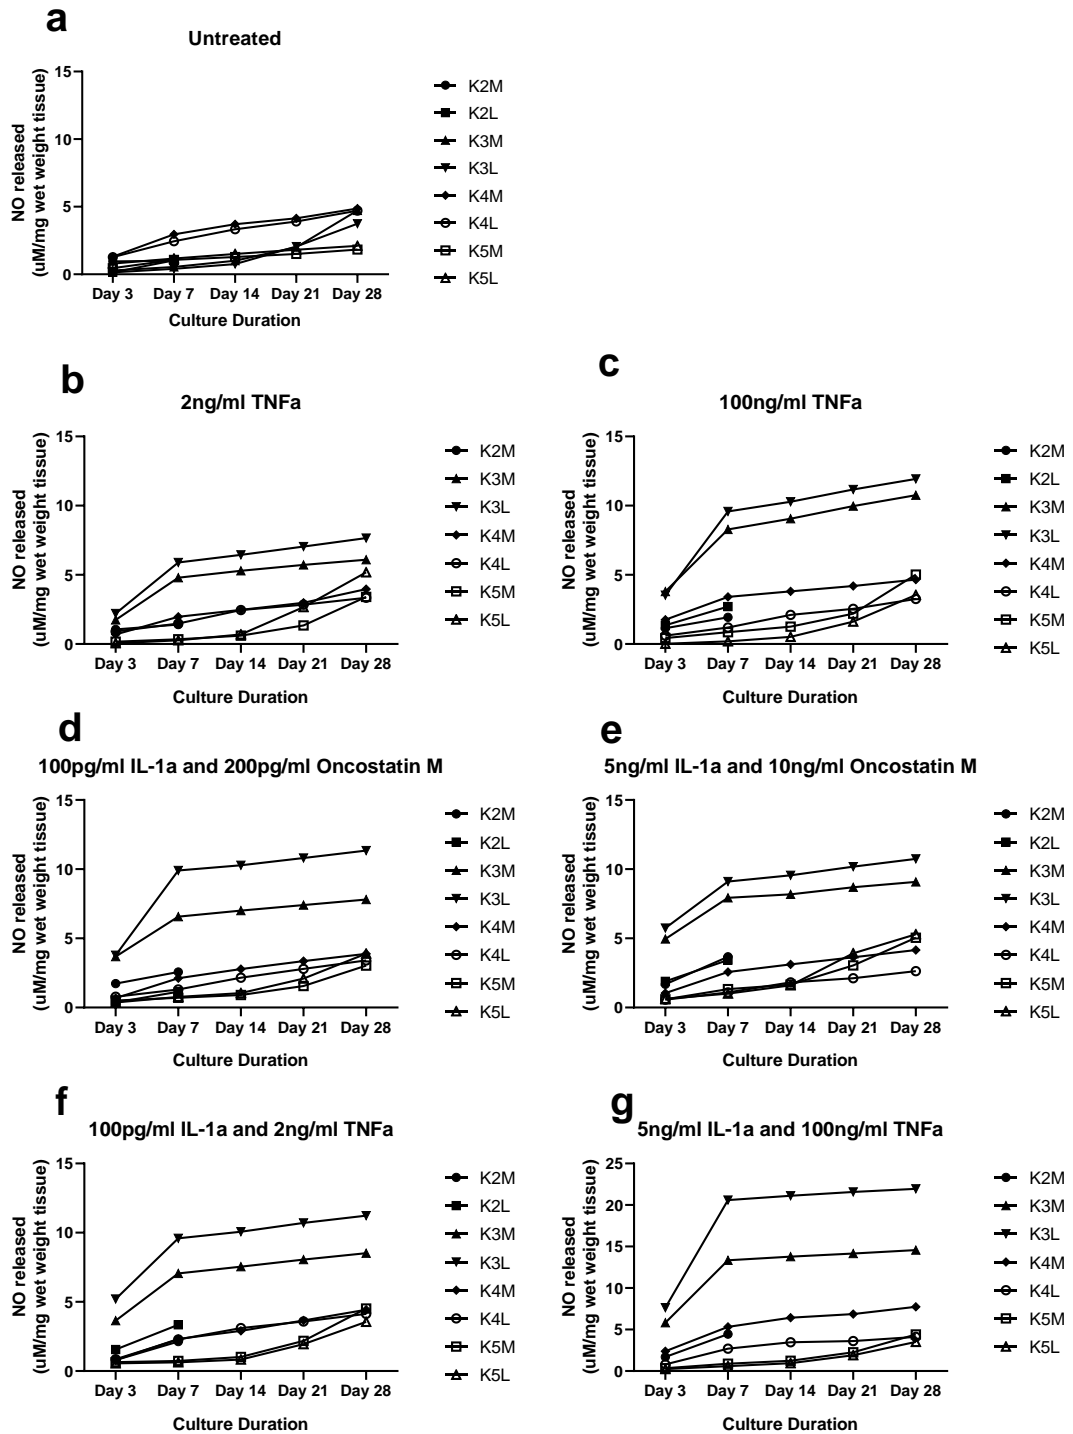 a
Untreated
NO released
(uM/mg wet weight tissue)
15
10
5
0
Day 3 Day 7 Day 14 Day 21 Day 28
Culture Duration
K2M
K2L
K3M
K3L
K4M
K4L
K5M
K5L
b
2ng/ml TNFa
NO released
(uM/mg wet weight tissue)
15
10
5
0
Day 3 Day 7 Day 14 Day 21 Day 28
Culture Duration
K2M
K3M
K3L
K4M
K4L
K5M
K5L
c
100ng/ml TNFa
NO released
(uM/mg wet weight tissue)
15
10
5
0
Day 3 Day 7 Day 14 Day 21 Day 28
Culture Duration
K2M
K2L
K3M
K3L
K4M
K4L
K5M
K5L
d
100pg/ml IL-1a and 200pg/ml Oncostatin M
NO released
(uM/mg wet weight tissue)
15
10
5
0
Day 3 Day 7 Day 14 Day 21 Day 28
Culture Duration
K2M
K2L
K3M
K3L
K4M
K4L
K5M
K5L
e
5ng/ml IL-1a and 10ng/ml Oncostatin M
NO released
(uM/mg wet weight tissue)
15
10
5
0
Day 3 Day 7 Day 14 Day 21 Day 28
Culture Duration
K2M
K2L
K3M
K3L
K4M
K4L
K5M
K5L
f
100pg/ml IL-1a and 2ng/ml TNFa
NO released
(uM/mg wet weight tissue)
15
10
5
0
Day 3 Day 7 Day 14 Day 21 Day 28
Culture Duration
K2M
K2L
K3M
K3L
K4M
K4L
K5M
K5L
g
5ng/ml IL-1a and 100ng/ml TNFa
NO released
(uM/mg wet weight tissue)
25
20
15
10
5
0
Day 3 Day 7 Day 14 Day 21 Day 28
Culture Duration
K2M
K3M
K3L
K4M
K4L
K5M
K5L